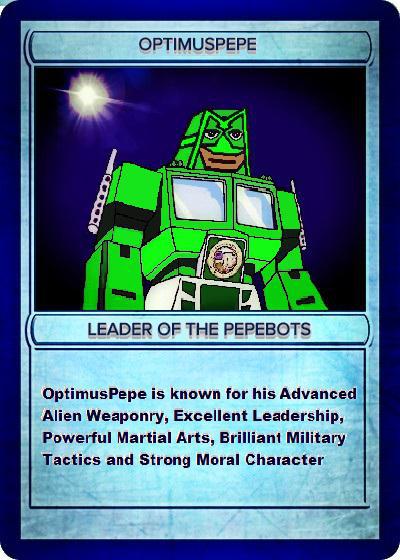 OPTIMUSPEPE
LEADER OF THE PEPEBOTS
OptimusPepe is known for his Advanced
Alien Weaponry, Excellent Leadership,
Powerful Martial Arts, Brilliant Military
Tactics and Strong Moral Character